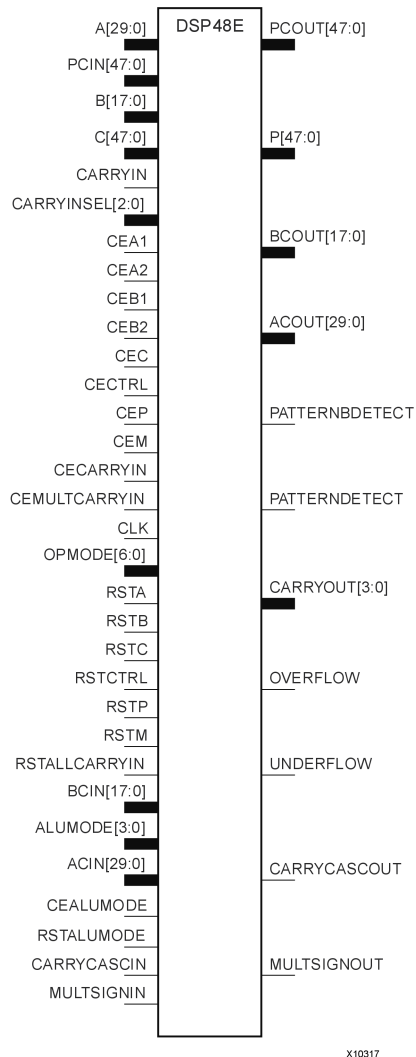 DSP48E
A[29:0]
PCIN[47:0]
B[17:0]
C[47:0]
CARRYIN
CARRYINSEL[2:0]
CEA1
CEA2
CEB1
CEB2
CEC
CECTRL
CEP
CEM
CECARRYIN
CEMULTCARRYIN
CLK
OPMODE[6:0]
RSTA
RSTB
RSTC
RSTCTRL
RSTP
RSTM
RSTALLCARRYIN
BCIN[17:0]
ALUMODE[3:0]
ACIN[29:0]
CEALUMODE
RSTALUMODE
CARRYCASCIN
MULTSIGNIN
PCOUT[47:0]
P[47:0]
BCOUT[17:0]
ACOUT[29:0]
PATTERNBDETECT
PATTERNDETECT
CARRYOUT[3:0]
OVERFLOW
UNDERFLOW
CARRYCASCOUT
MULTSIGNOUT
X10317